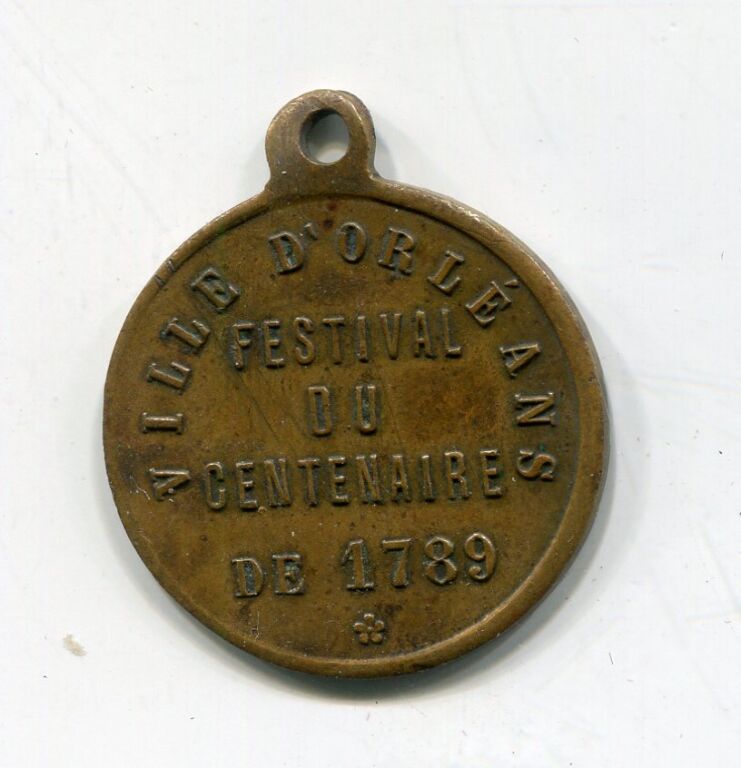 VILLE D'ORLÉANS
FESTIVAL
DU
CENTENAIRE
DE 1789